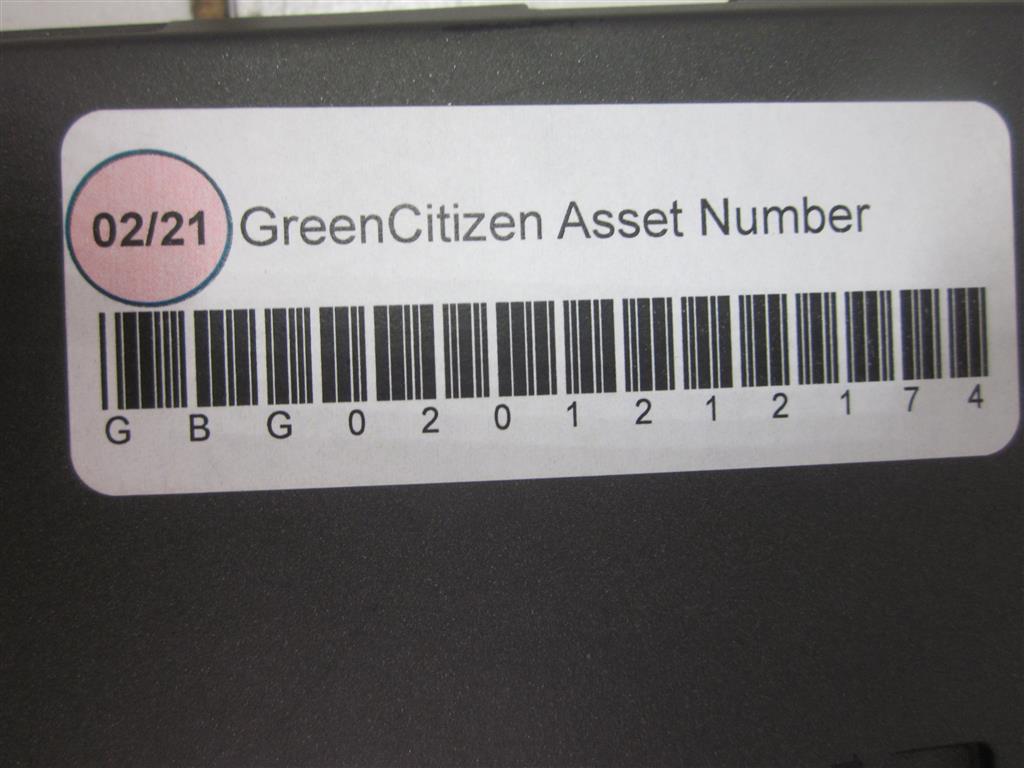 02/21 GreenCitizen Asset Number
G B G 0 2 0 1 2 1 2 1 7 4